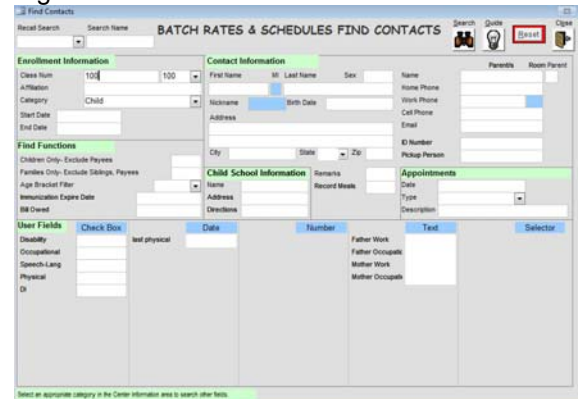 Find Contacts
Recall Search Search Name BATCH RATES & SCHEDULES FIND CONTACTS Search Guide Reset Close
Enrollment Information Contact Information Parent/s Room Parent
Class Num 100 100 First Name MI Last Name Sex Name
Affiliation Home Phone
Category Child Nickname Birth Date Work Phone
Start Date Address Cell Phone
End Date Email
Find Functions ID Number
Children Only- Exclude Payees City State Zip Pickup Person
Families Only- Exclude Siblings, Payees Child School Information Remarks Appointments
Age Bracket Filter Name Record Meals Date
Immunization Expire Date Address Type
Bill Owed Directions Description
User Fields Check Box Date Number Text Selector
Disability last physical Father Work
Occupational Father Occupatic
Speech-Lang Mother Work
Physical Mother Occupatic
DI
Select an appropriate category in the Center Information area to search other fields.